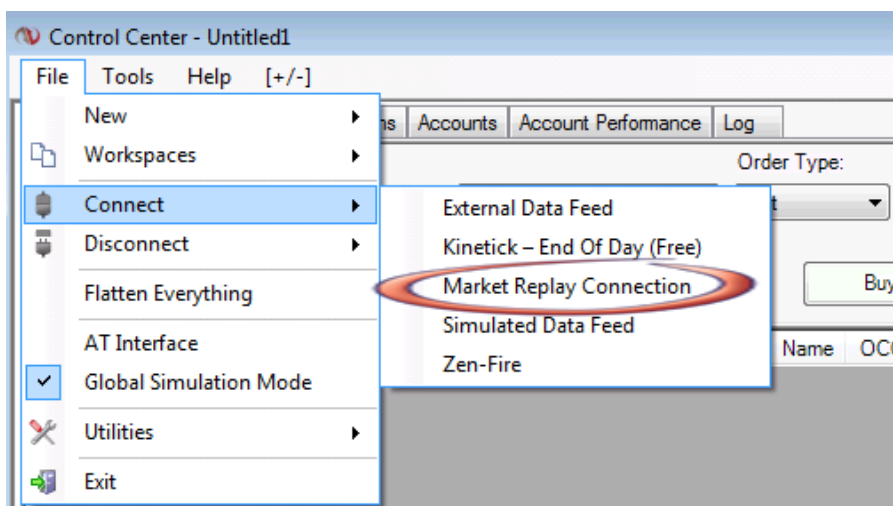 Control Center - Untitled1
File Tools Help [+/-]
New
Accounts Account Performance Log
Workspaces
Order Type:
Connect
External Data Feed
Disconnect
Kinetick – End Of Day (Free)
Flatten Everything
Market Replay Connection
Buy
AT Interface
Simulated Data Feed
Name
Global Simulation Mode
Zen-Fire
Utilities
Exit